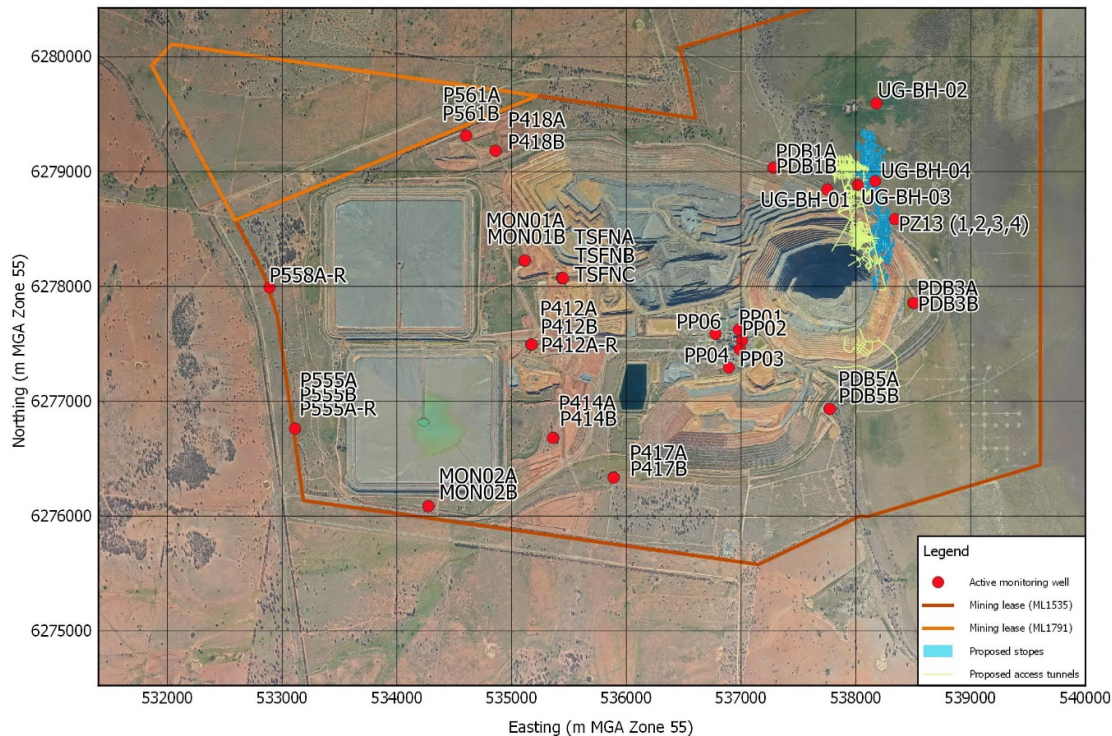 6280000
6279000
6278000
6277000
6276000
6275000
Northing (m MGA Zone 55)
P561A
P561B
P418A
P418B
UG-BH-02
PDB1A
PDB1B
UG-BH-04
UG-BH-01
UG-BH-03
PZ13 (1,2,3,4)
MON01A
MON01B
TSFNA
TSFNB
TSFNC
P558A-R
PDB3A
PDB3B
P412A
P412B
P412A-R
PP06
PP01
PP02
PP04
PP03
P555A
P555B
P555A-R
P414A
P414B
PDB5A
PDB5B
P417A
P417B
MON02A
MON02B
Legend
Active monitoring well
Mining lease (ML1535)
Mining lease (ML1791)
Proposed stopes
Proposed access tunnels
532000 533000 534000 535000 536000 537000 538000 539000 540000
Easting (m MGA Zone 55)